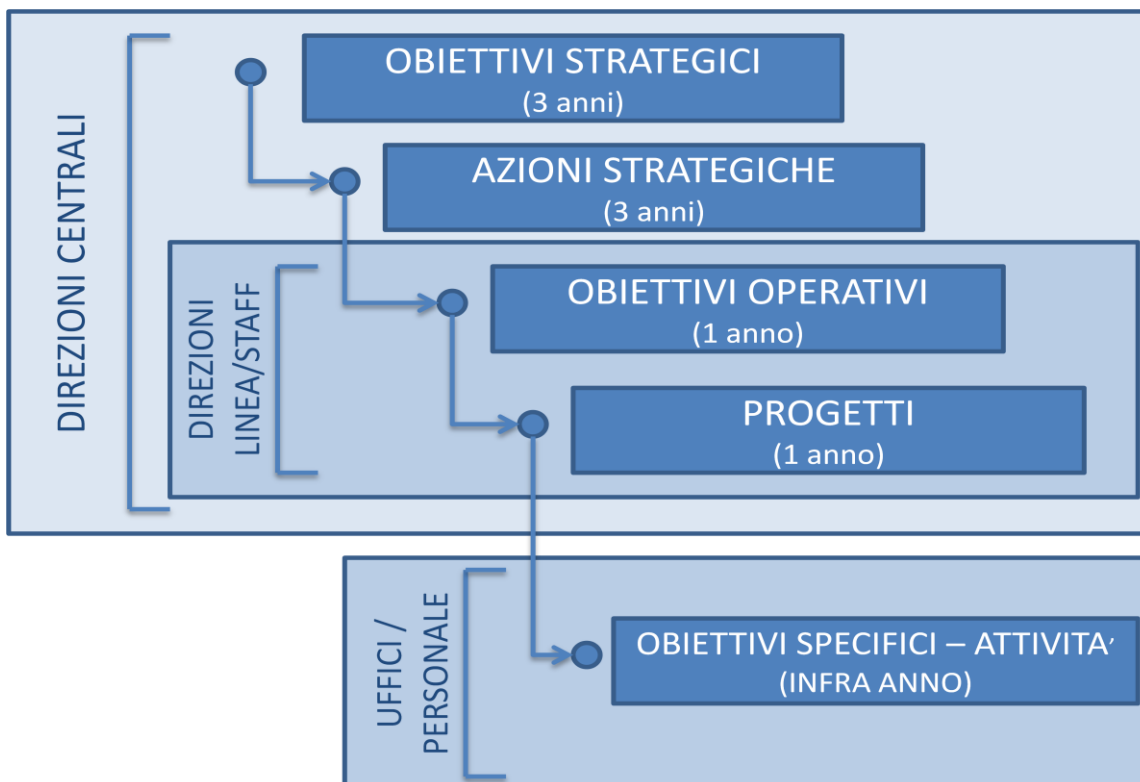 DIREZIONI CENTRALI
OBIETTIVI STRATEGICI
(3 anni)
AZIONI STRATEGICHE
(3 anni)
DIREZIONI
LINEA/STAFF
OBIETTIVI OPERATIVI
(1 anno)
PROGETTI
(1 anno)
UFFICI /
PERSONALE
OBIETTIVI SPECIFICI – ATTIVITA’
(INFRA ANNO)